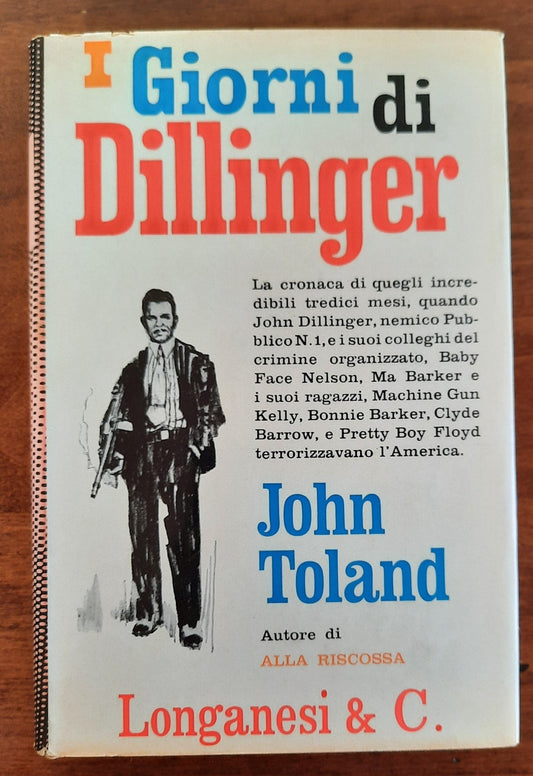 I Giorni di
Dillinger
La cronaca di quegli incre-
dibili tredici mesi, quando
John Dillinger, nemico Pub-
blico N. 1, e i suoi colleghi del
crimine organizzato, Baby
Face Nelson, Ma Barker e
i suoi ragazzi, Machine Gun
Kelly, Bonnie Barker, Clyde
Barrow, e Pretty Boy Floyd
terrorizzavano l'America.
John
Toland
Autore di
ALLA RISCOSSA
Longanesi & C.